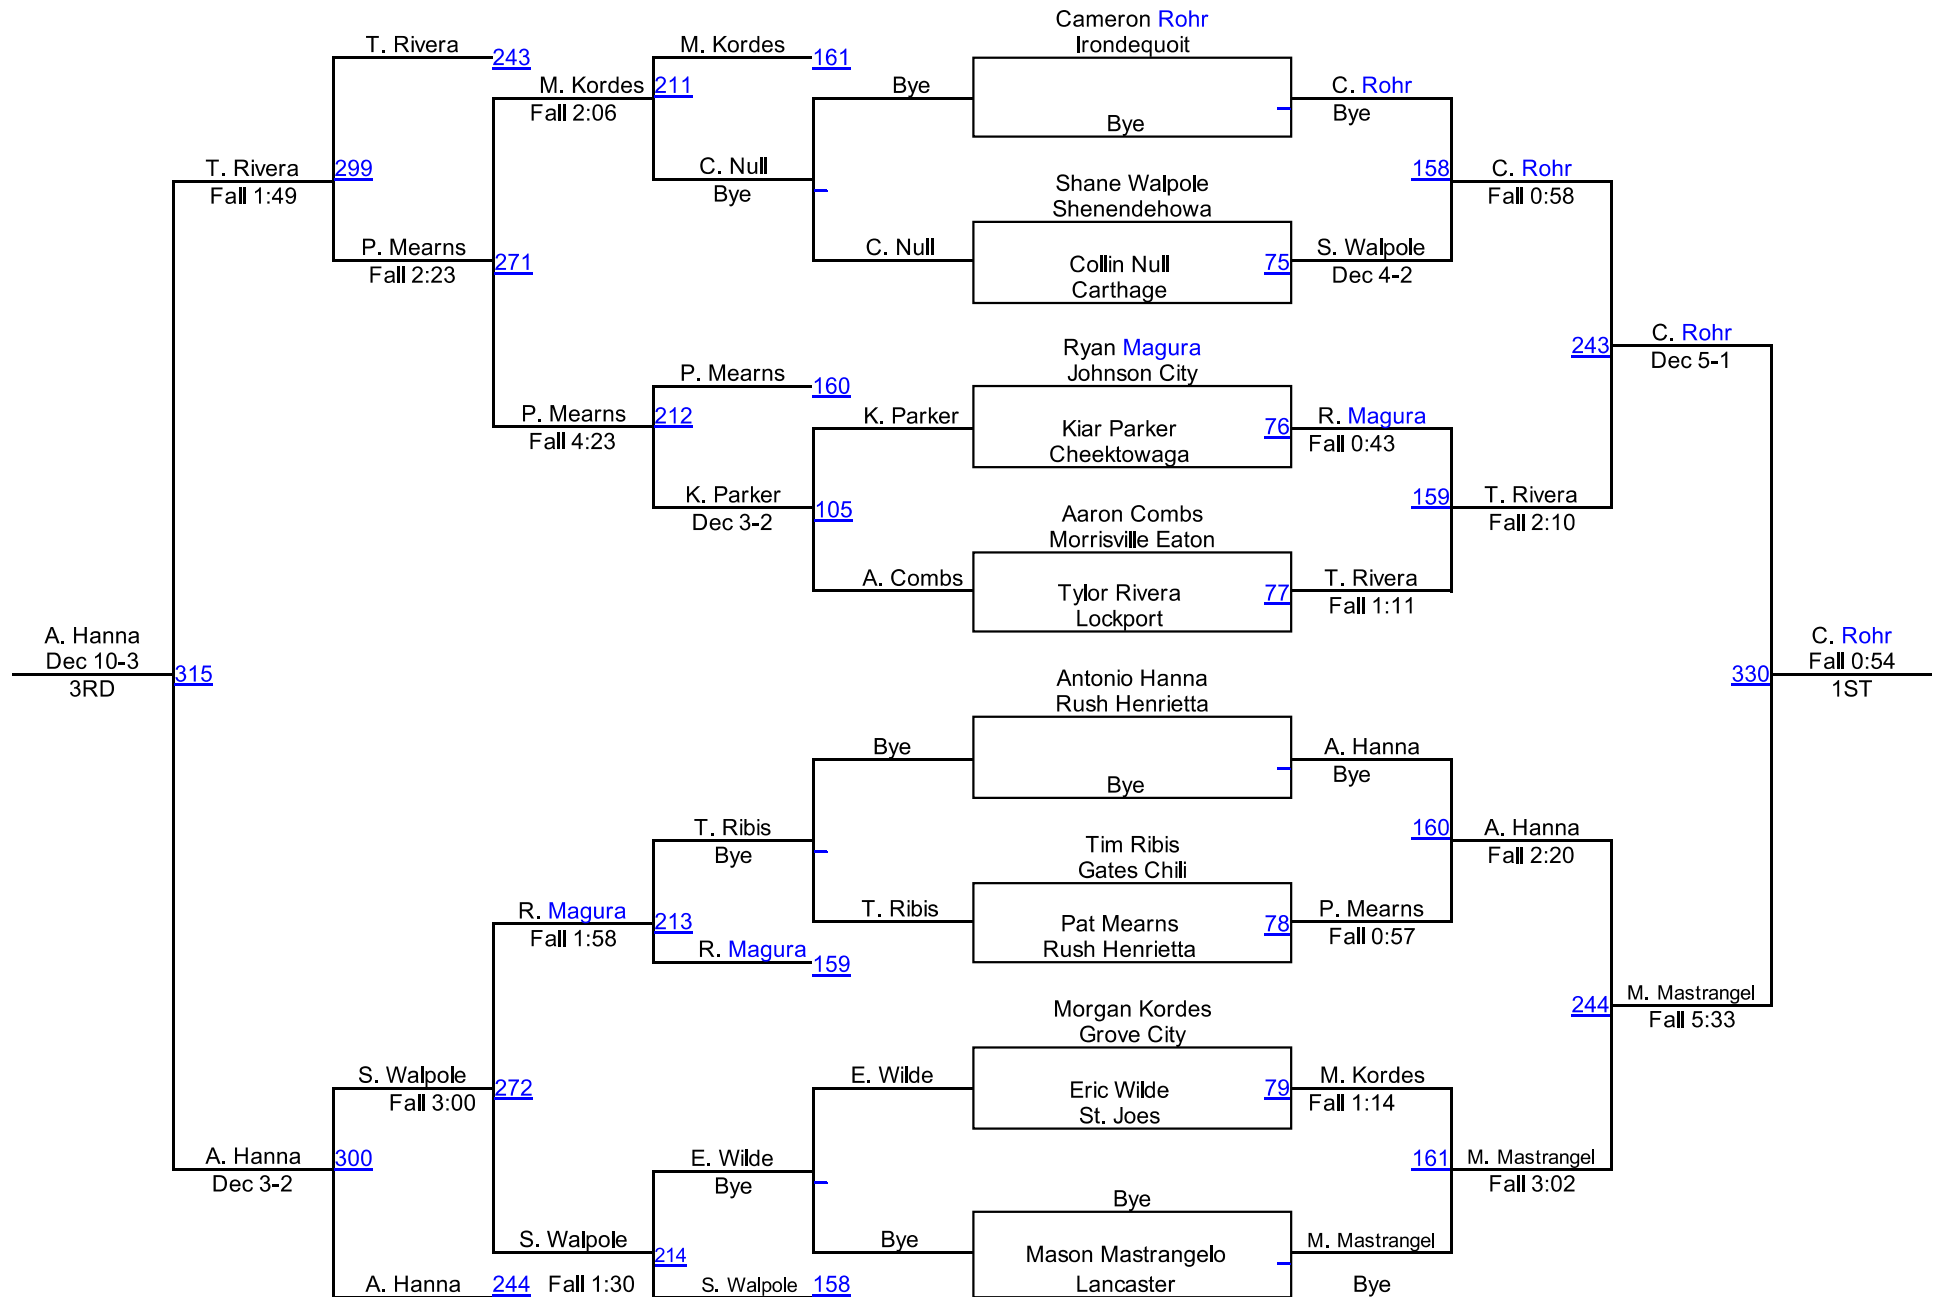 Cameron Rohr
T. Rivera
M. Kordes
Irondequoit
243
161
M. Kordes
211
Bye
C. Rohr
Fall 2:06
Bye
Bye
T. Rivera
299
C. Null
158
C. Rohr
Fall 1:49
Bye
Shane Walpole
Fall 0:58
Shenendehowa
P. Mearns
C. Null
S. Walpole
Fall 2:23
271
Collin Null
75
Dec 4-2
Carthage
C. Rohr
243
Dec 5-1
Ryan Magura
P. Mearns
Johnson City
160
P. Mearns
212
K. Parker
R. Magura
Fall 4:23
Kiar Parker
76
Fall 0:43
Cheektowaga
K. Parker
159
T. Rivera
Dec 3-2
105
Aaron Combs
Fall 2:10
Morrisville Eaton
A. Combs
T. Rivera
Tylor Rivera
77
Fall 1:11
Lockport
A. Hanna
C. Rohr
Dec 10-3
Fall 0:54
315
330
3RD
1ST
Antonio Hanna
Rush Henrietta
Bye
A. Hanna
Bye
Bye
T. Ribis
160
A. Hanna
Bye
Tim Ribis
Fall 2:20
Gates Chili
R. Magura
213
T. Ribis
P. Mearns
Fall 1:58
Pat Mearns
78
Fall 0:57
R. Magura
159
Rush Henrietta
M. Mastrangel
244
Fall 5:33
Morgan Kordes
Grove City
S. Walpole
272
E. Wilde
M. Kordes
Fall 3:00
Eric Wilde
79
Fall 1:14
St. Joes
A. Hanna
300
E. Wilde
161
M. Mastrangel
Dec 3-2
Bye
Fall 3:02
Bye
S. Walpole
214
Bye
M. Mastrangel
Mason Mastrangelo
A. Hanna
244
Fall 1:30
S. Walpole
158
Lancaster
Bye